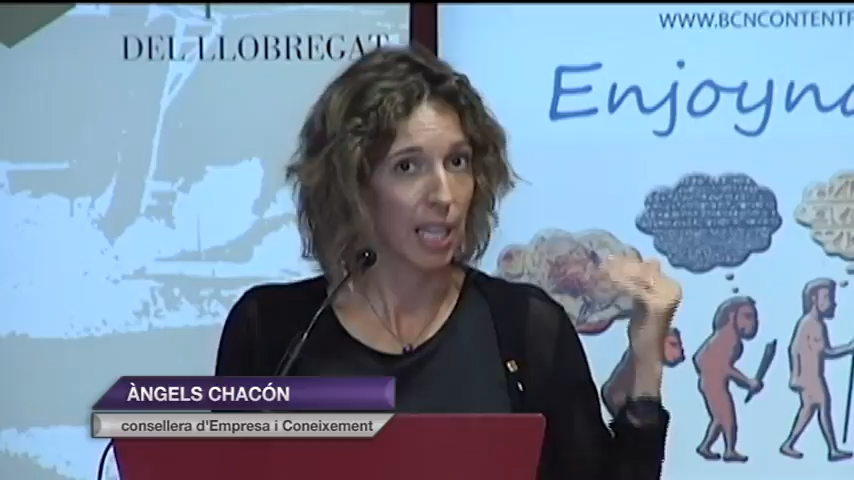 DEL LLOBREGAT
WWW.BCNCONTENTF
Enjoyn
ÀNGELS CHACÓN
consellera d'Empresa i Coneixement